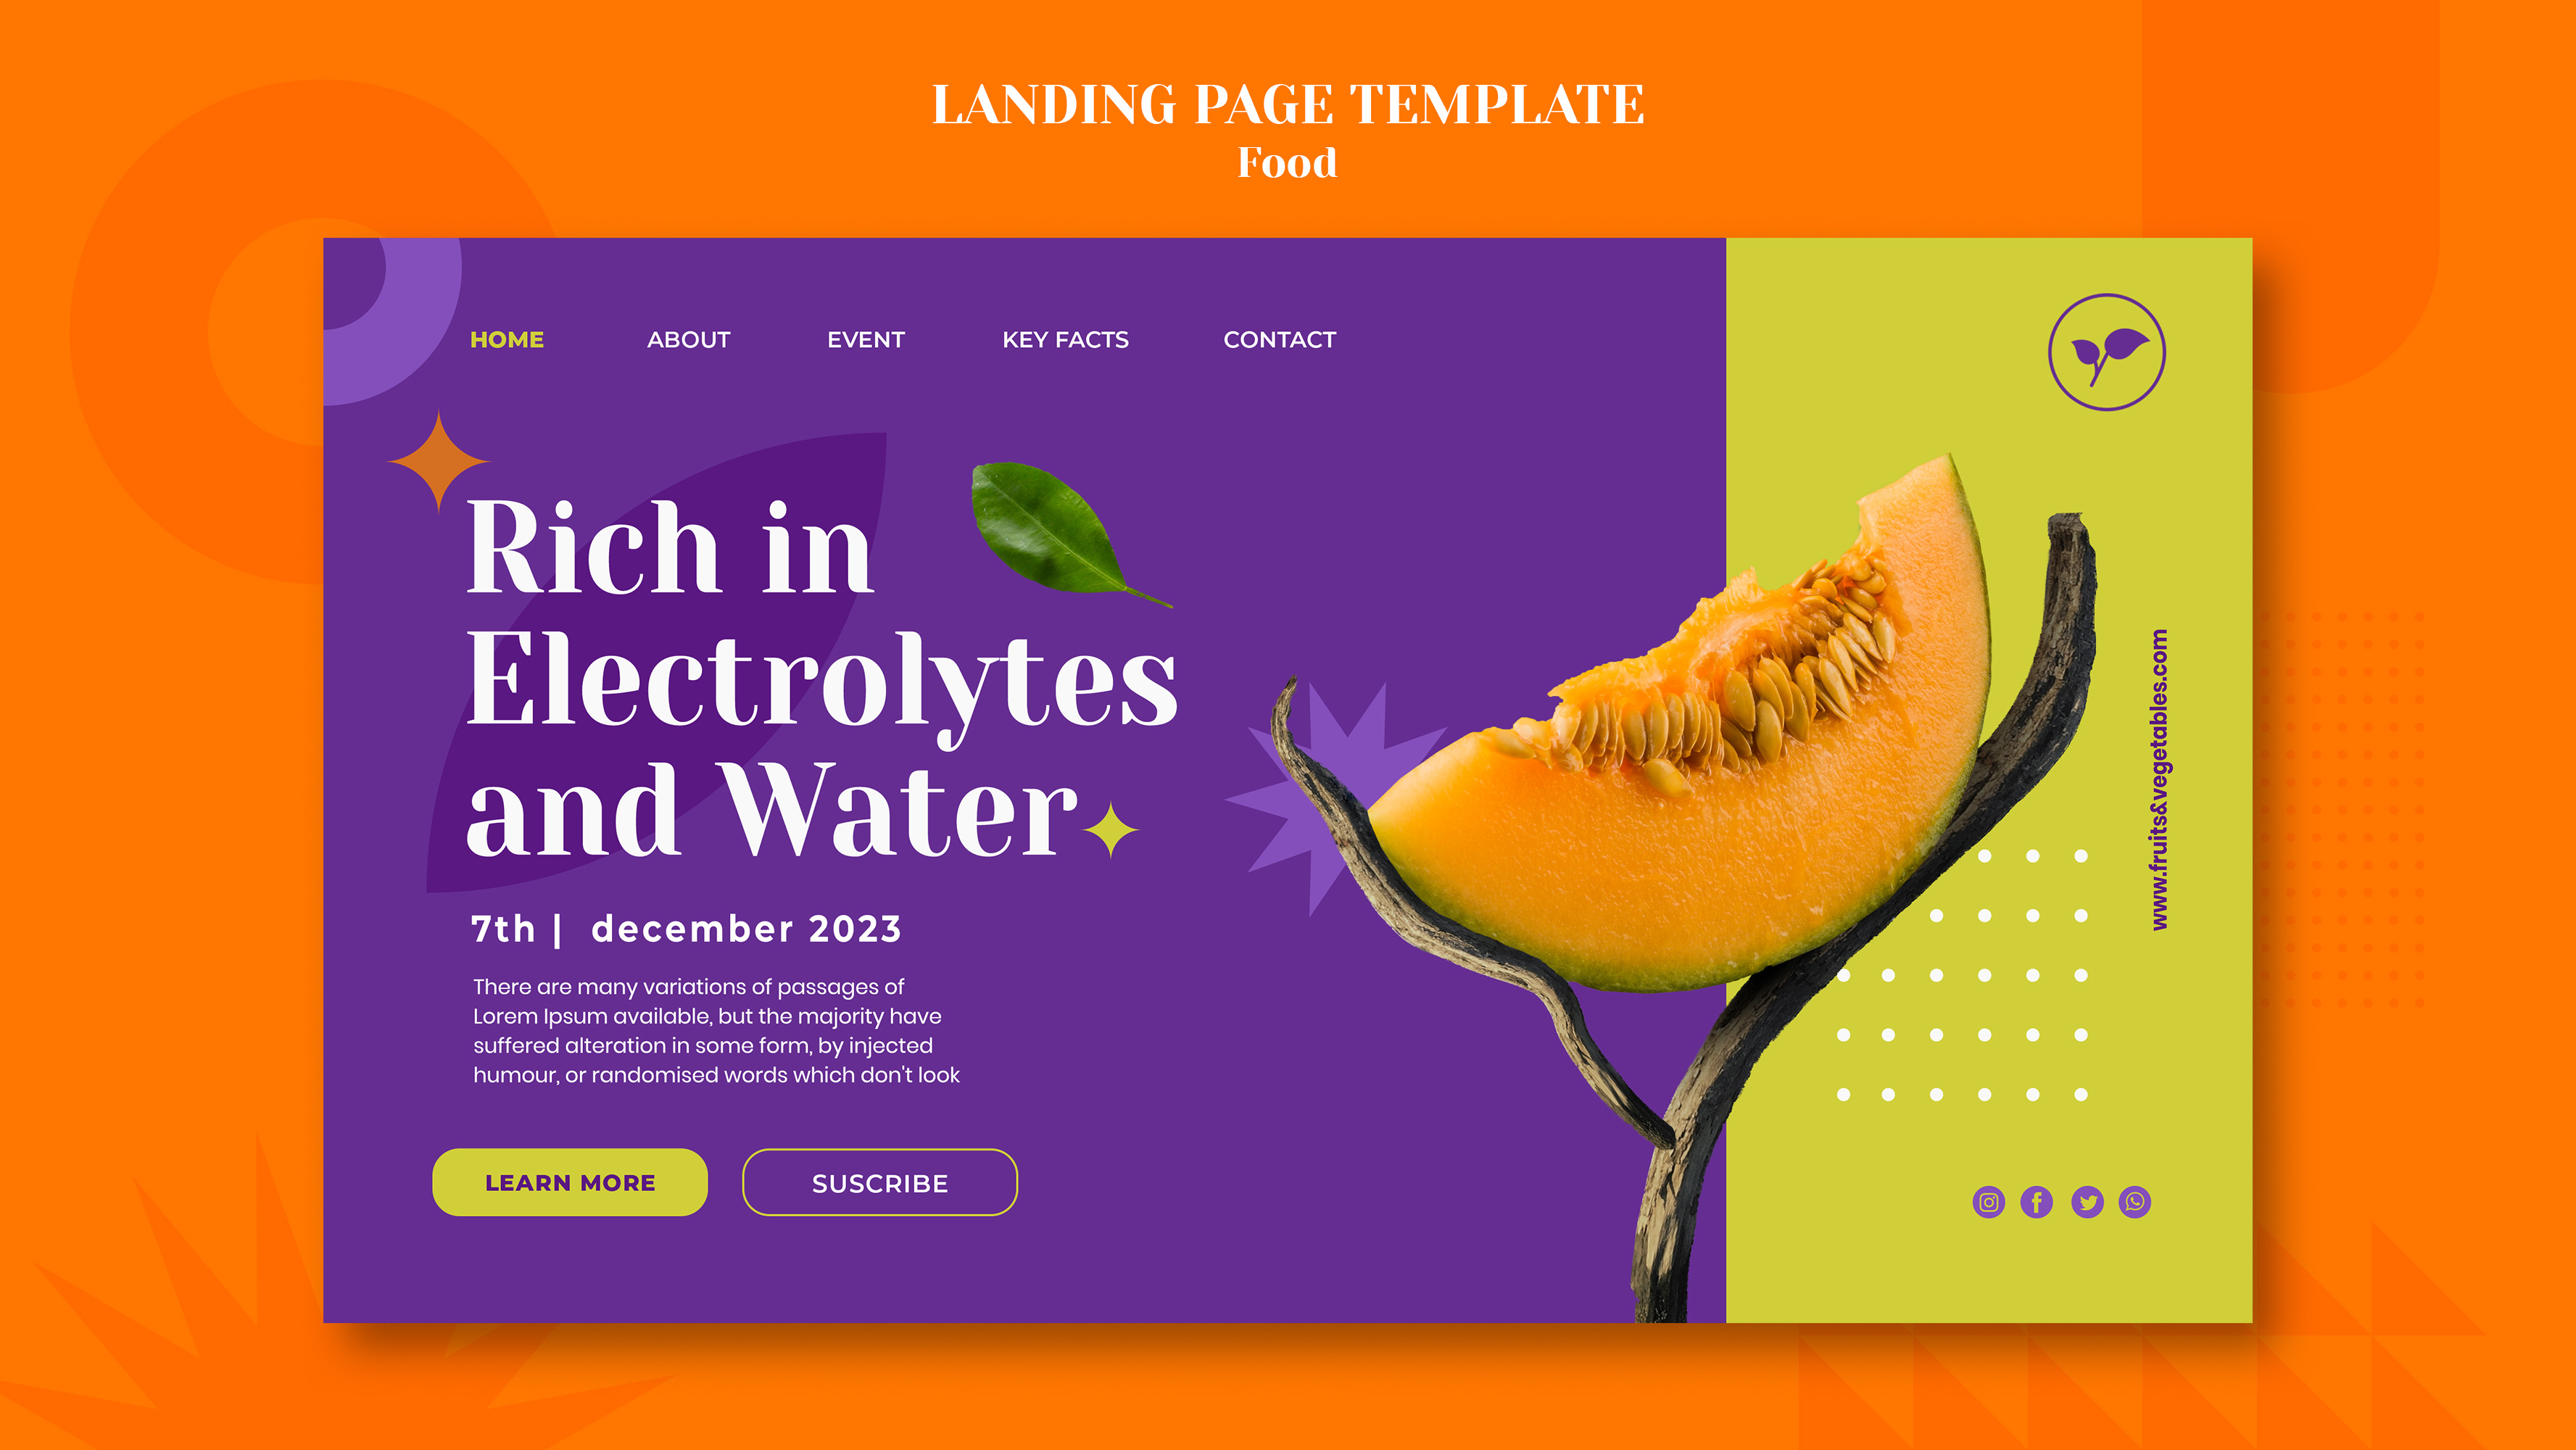 LANDING PAGE TEMPLATE
Food
HOME ABOUT EVENT KEY FACTS CONTACT
Rich in
Electrolytes
and Water
7th | december 2023
There are many variations of passages of
Lorem Ipsum available, but the majority have
suffered alteration in some form, by injected
humour, or randomised words which don't look
LEARN MORE SUSCRIBE
www.fruits&vegetables.com